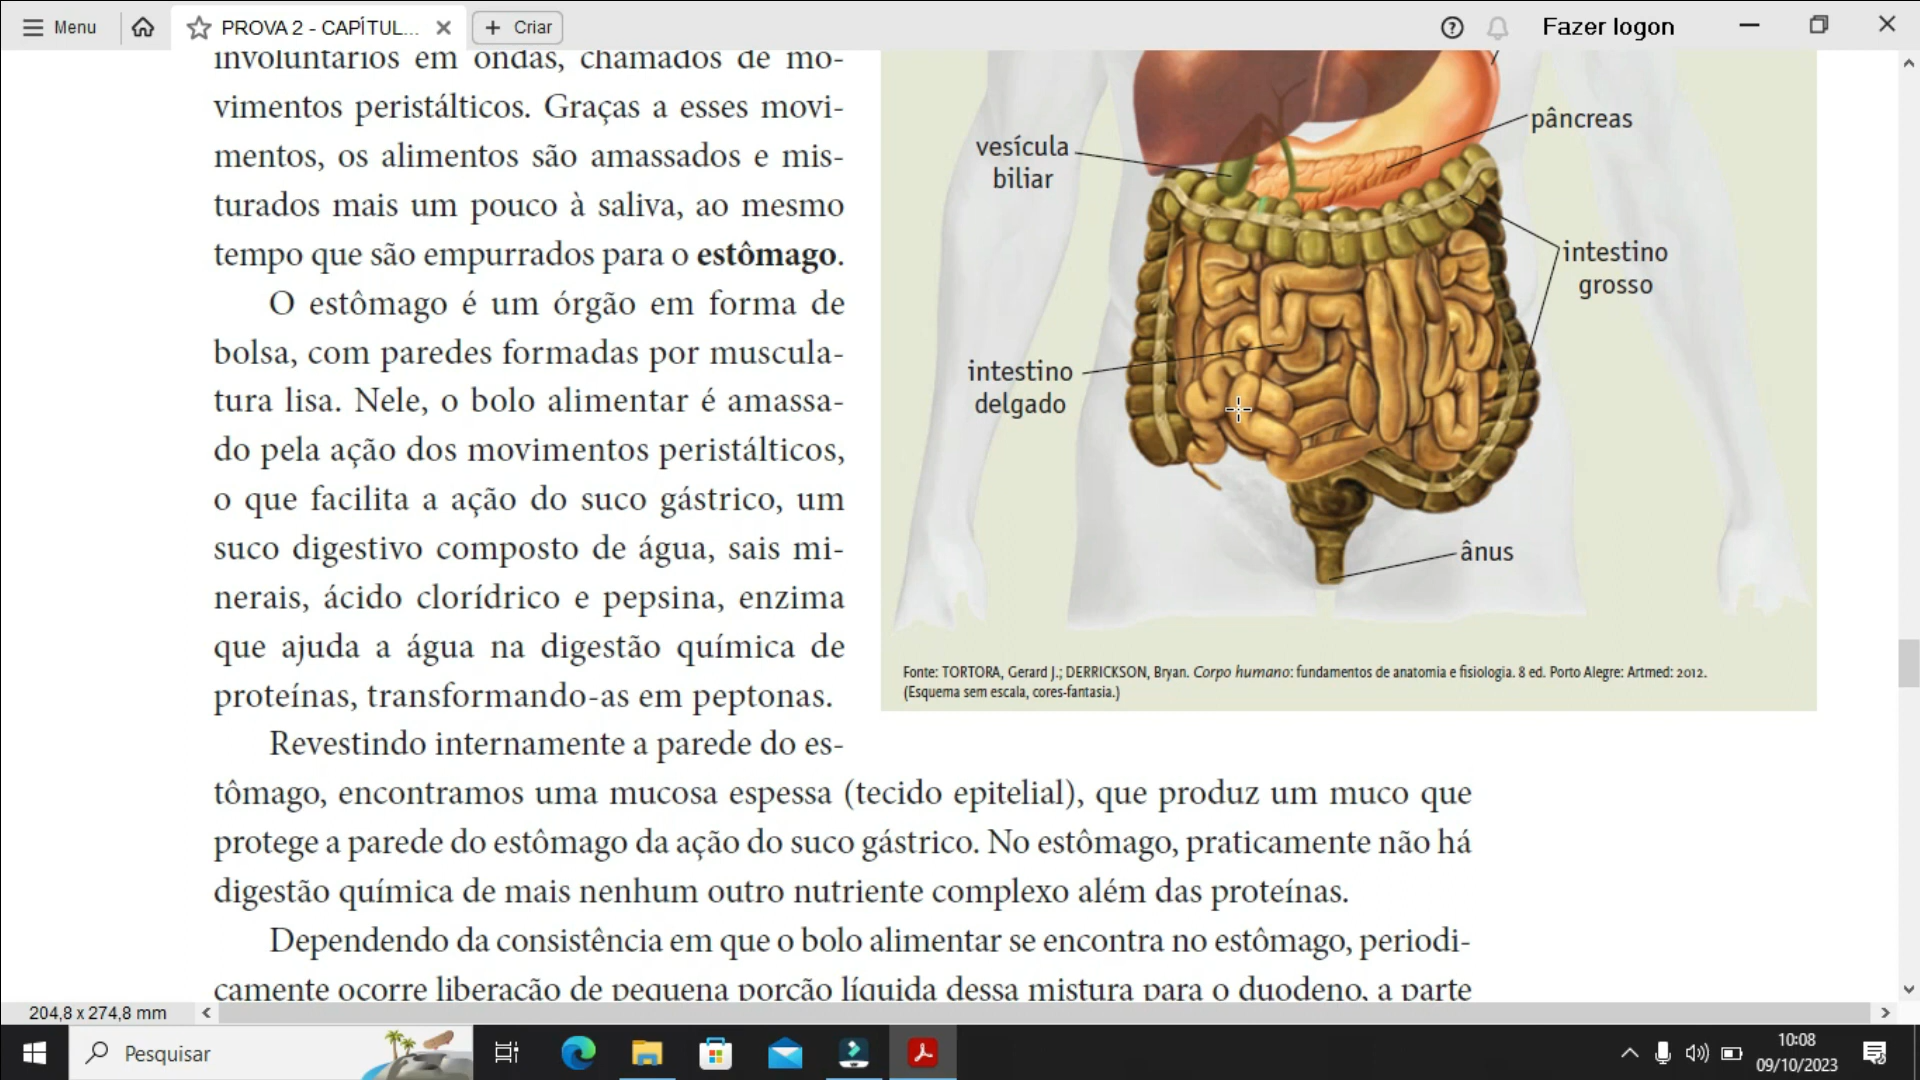 Menu
PROVA 2 - CAPÍTUL...
Criar
Fazer logon
involuntários em ondas, chamados de mo-
vimentos peristálticos. Graças a esses movi-
mentos, os alimentos são amassados e mis-
turados mais um pouco à saliva, ao mesmo
tempo que são empurrados para o estômago.
O estômago é um órgão em forma de
bolsa, com paredes formadas por muscula-
tura lisa. Nele, o bolo alimentar é amassa-
do pela ação dos movimentos peristálticos,
o que facilita a ação do suco gástrico, um
suco digestivo composto de água, sais mi-
nerais, ácido clorídrico e pepsina, enzima
que ajuda a água na digestão química de
proteínas, transformando-as em peptonas.
Revestindo internamente a parede do es-
tômago, encontramos uma mucosa espessa (tecido epitelial), que produz um muco que
protege a parede do estômago da ação do suco gástrico. No estômago, praticamente não há
digestão química de mais nenhum outro nutriente complexo além das proteínas.
Dependendo da consistência em que o bolo alimentar se encontra no estômago, periodi-
camente ocorre liberação de pequena porção líquida dessa mistura para o duodeno, a parte
vesícula
biliar
pâncreas
intestino
grosso
intestino
delgado
ânus
Fonte: TORTORA, Gerard J.; DERRICKSON, Bryan. Corpo humano: fundamentos de anatomia e fisiologia. 8 ed. Porto Alegre: Artmed: 2012.
(Esquema sem escala, cores-fantasia.)
204,8 x 274,8 mm
Pesquisar
10:08
09/10/2023